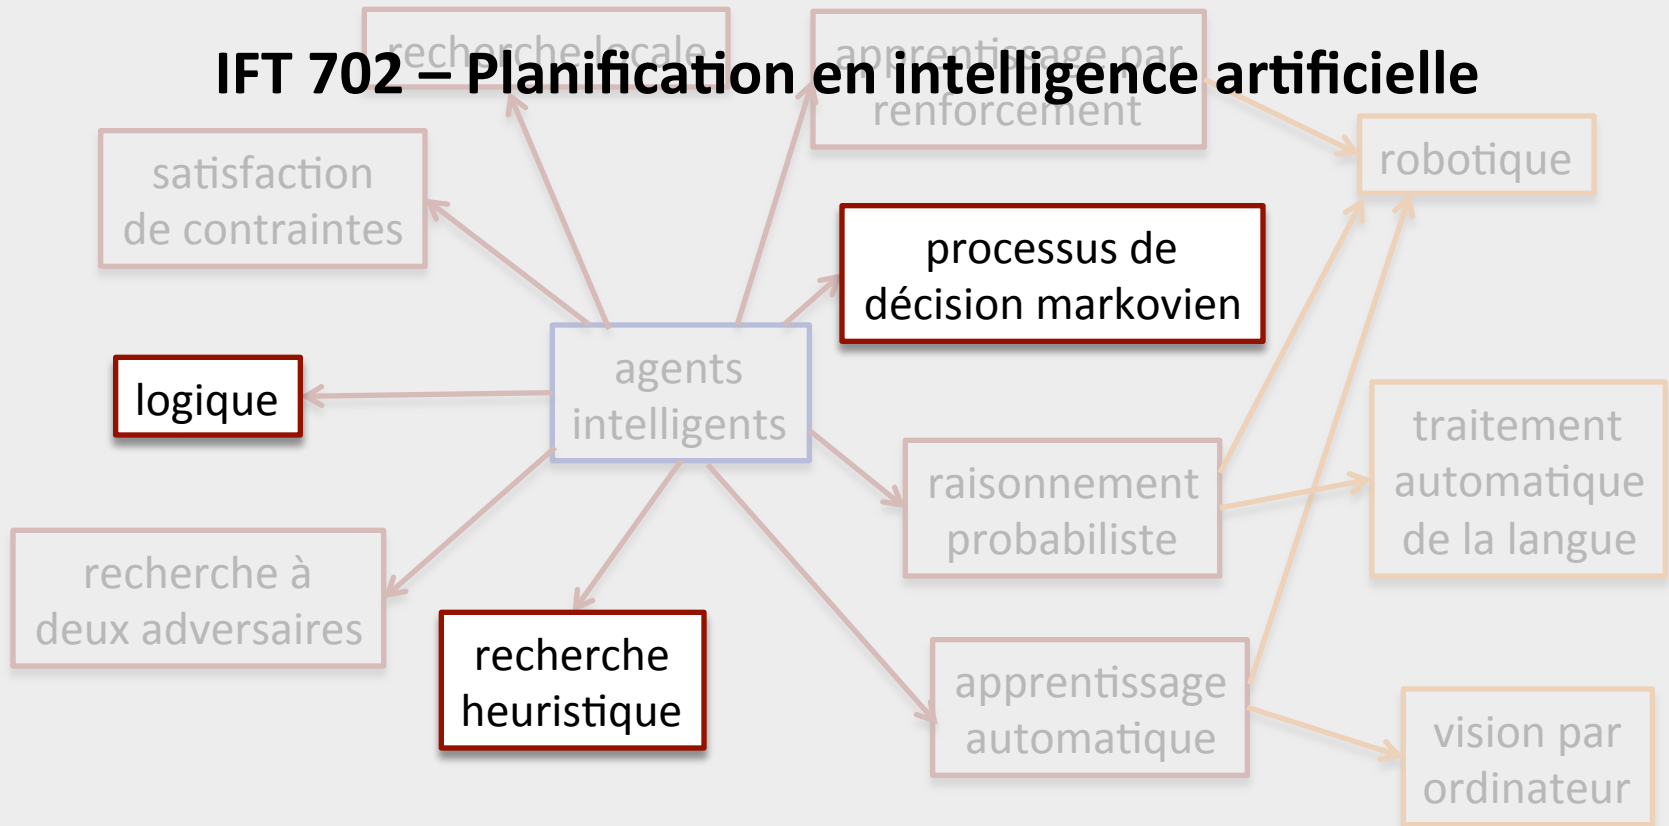 recherche locale
apprentissage par
renforcement
IFT 702 – Planification en intelligence artificielle
satisfaction
de contraintes
robotique
processus de
décision markovien
logique
agents
intelligents
raisonnement
probabiliste
traitement
automatique
de la langue
recherche à
deux adversaires
recherche
heuristique
apprentissage
automatique
vision par
ordinateur